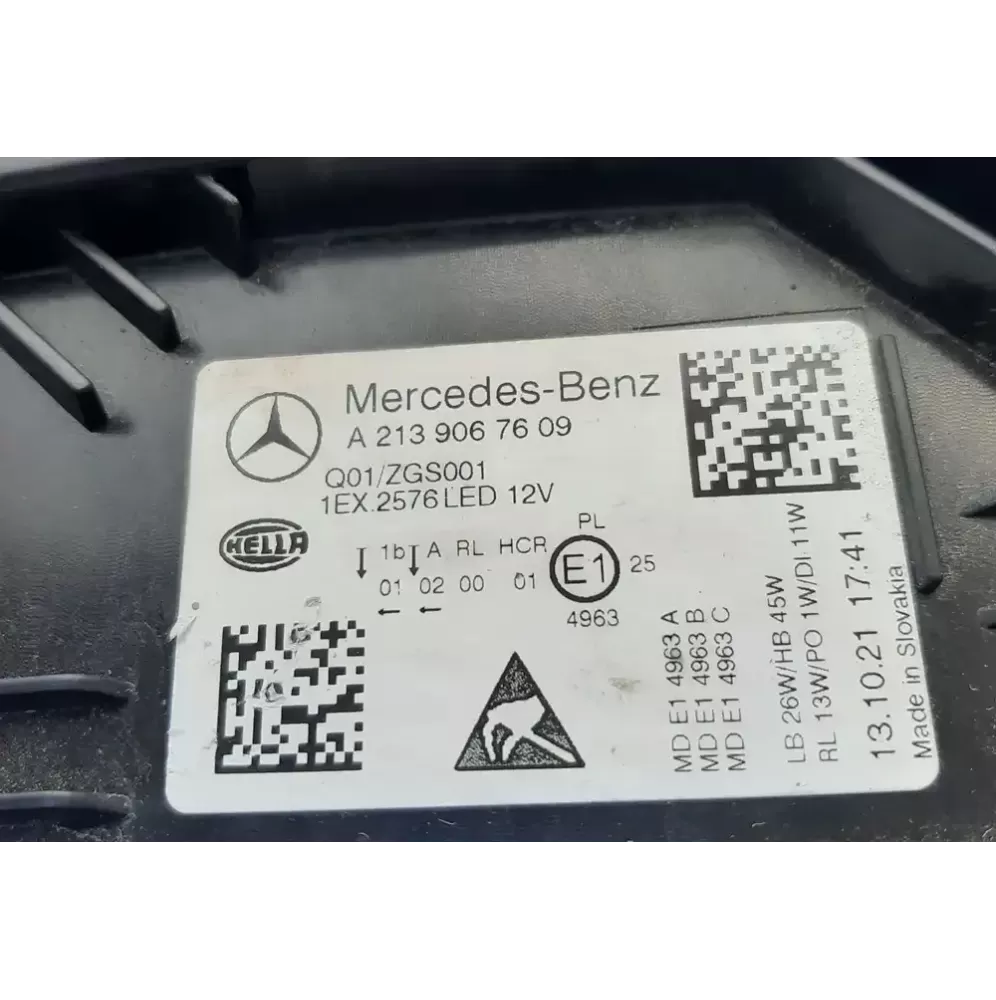 Mercedes-Benz
A 213 906 76 09
Q01/ZGS001
1EX.2576 LED 12V
HELLA
1b A RL HCR
01 02 00 01
PL
E1
25
4963
MD E1 4963 A
MD E1 4963 B
MD E1 4963 C
LB 26W/HB 45W
RL 13W/PO 1W/DI 11W
13.10.21 17:41
Made in Slovakia